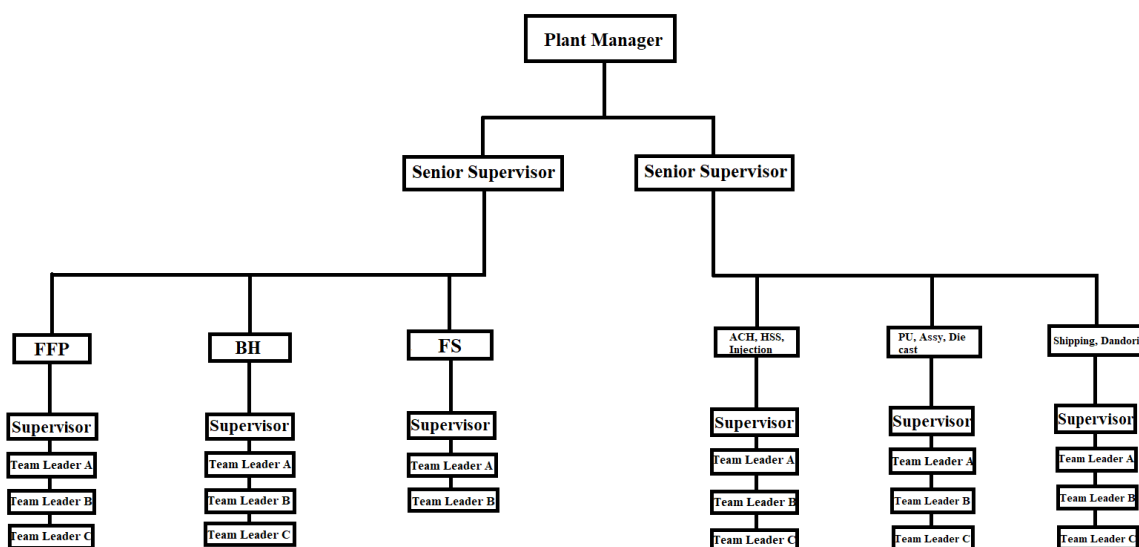 Plant Manager
Senior Supervisor
Senior Supervisor
FFP
BH
FS
ACH, HSS,
Injection
PU, Assy, Die
cast
Shipping, Dandori
Supervisor
Supervisor
Supervisor
Supervisor
Supervisor
Supervisor
Team Leader A
Team Leader A
Team Leader A
Team Leader A
Team Leader A
Team Leader A
Team Leader B
Team Leader B
Team Leader B
Team Leader B
Team Leader B
Team Leader B
Team Leader C
Team Leader C
Team Leader C
Team Leader C
Team Leader C